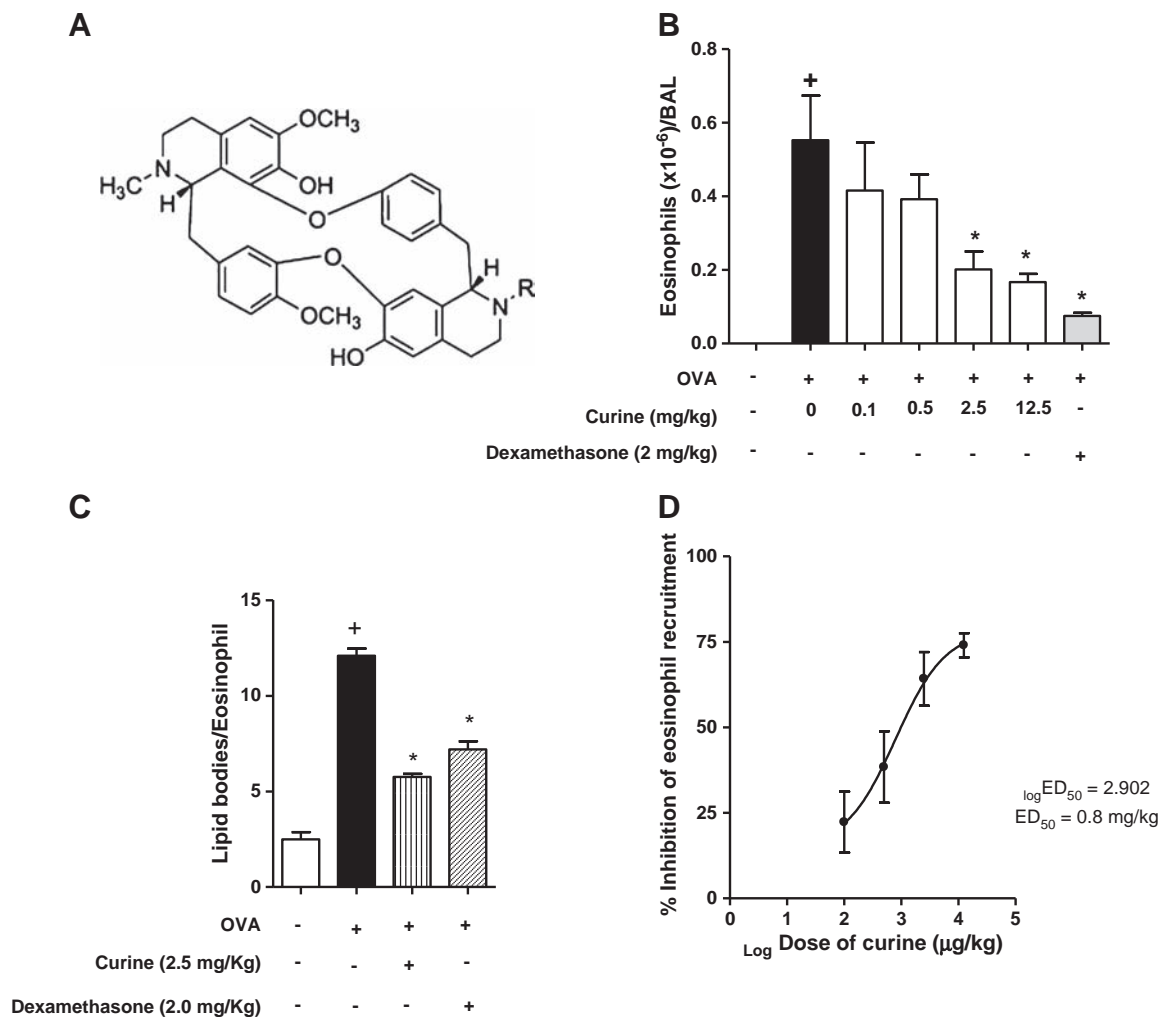 A
OCH₃
N
H₃C
H
OH
O
O
H
N
R
OCH₃
HO
B
Eosinphils (x10⁻⁶)/BAL
0.8
0.6
0.4
0.2
0.0
+
*
*
*
OVA - + + + + + +
Curine (mg/kg) - 0 0.1 0.5 2.5 12.5 -
Dexamethasone (2 mg/kg) - - - - - - +
C
Lipid bodies/Eosinophil
15
10
5
0
+
*
*
OVA - + + +
Curine (2.5 mg/Kg) - - + -
Dexamethasone (2.0 mg/Kg) - - - +
D
% Inhibition of eosinophil recruitment
100
75
50
25
0
0 1 2 3 4 5
Log Dose of curine (μg/kg)
logED₅₀ = 2.902
ED₅₀ = 0.8 mg/kg